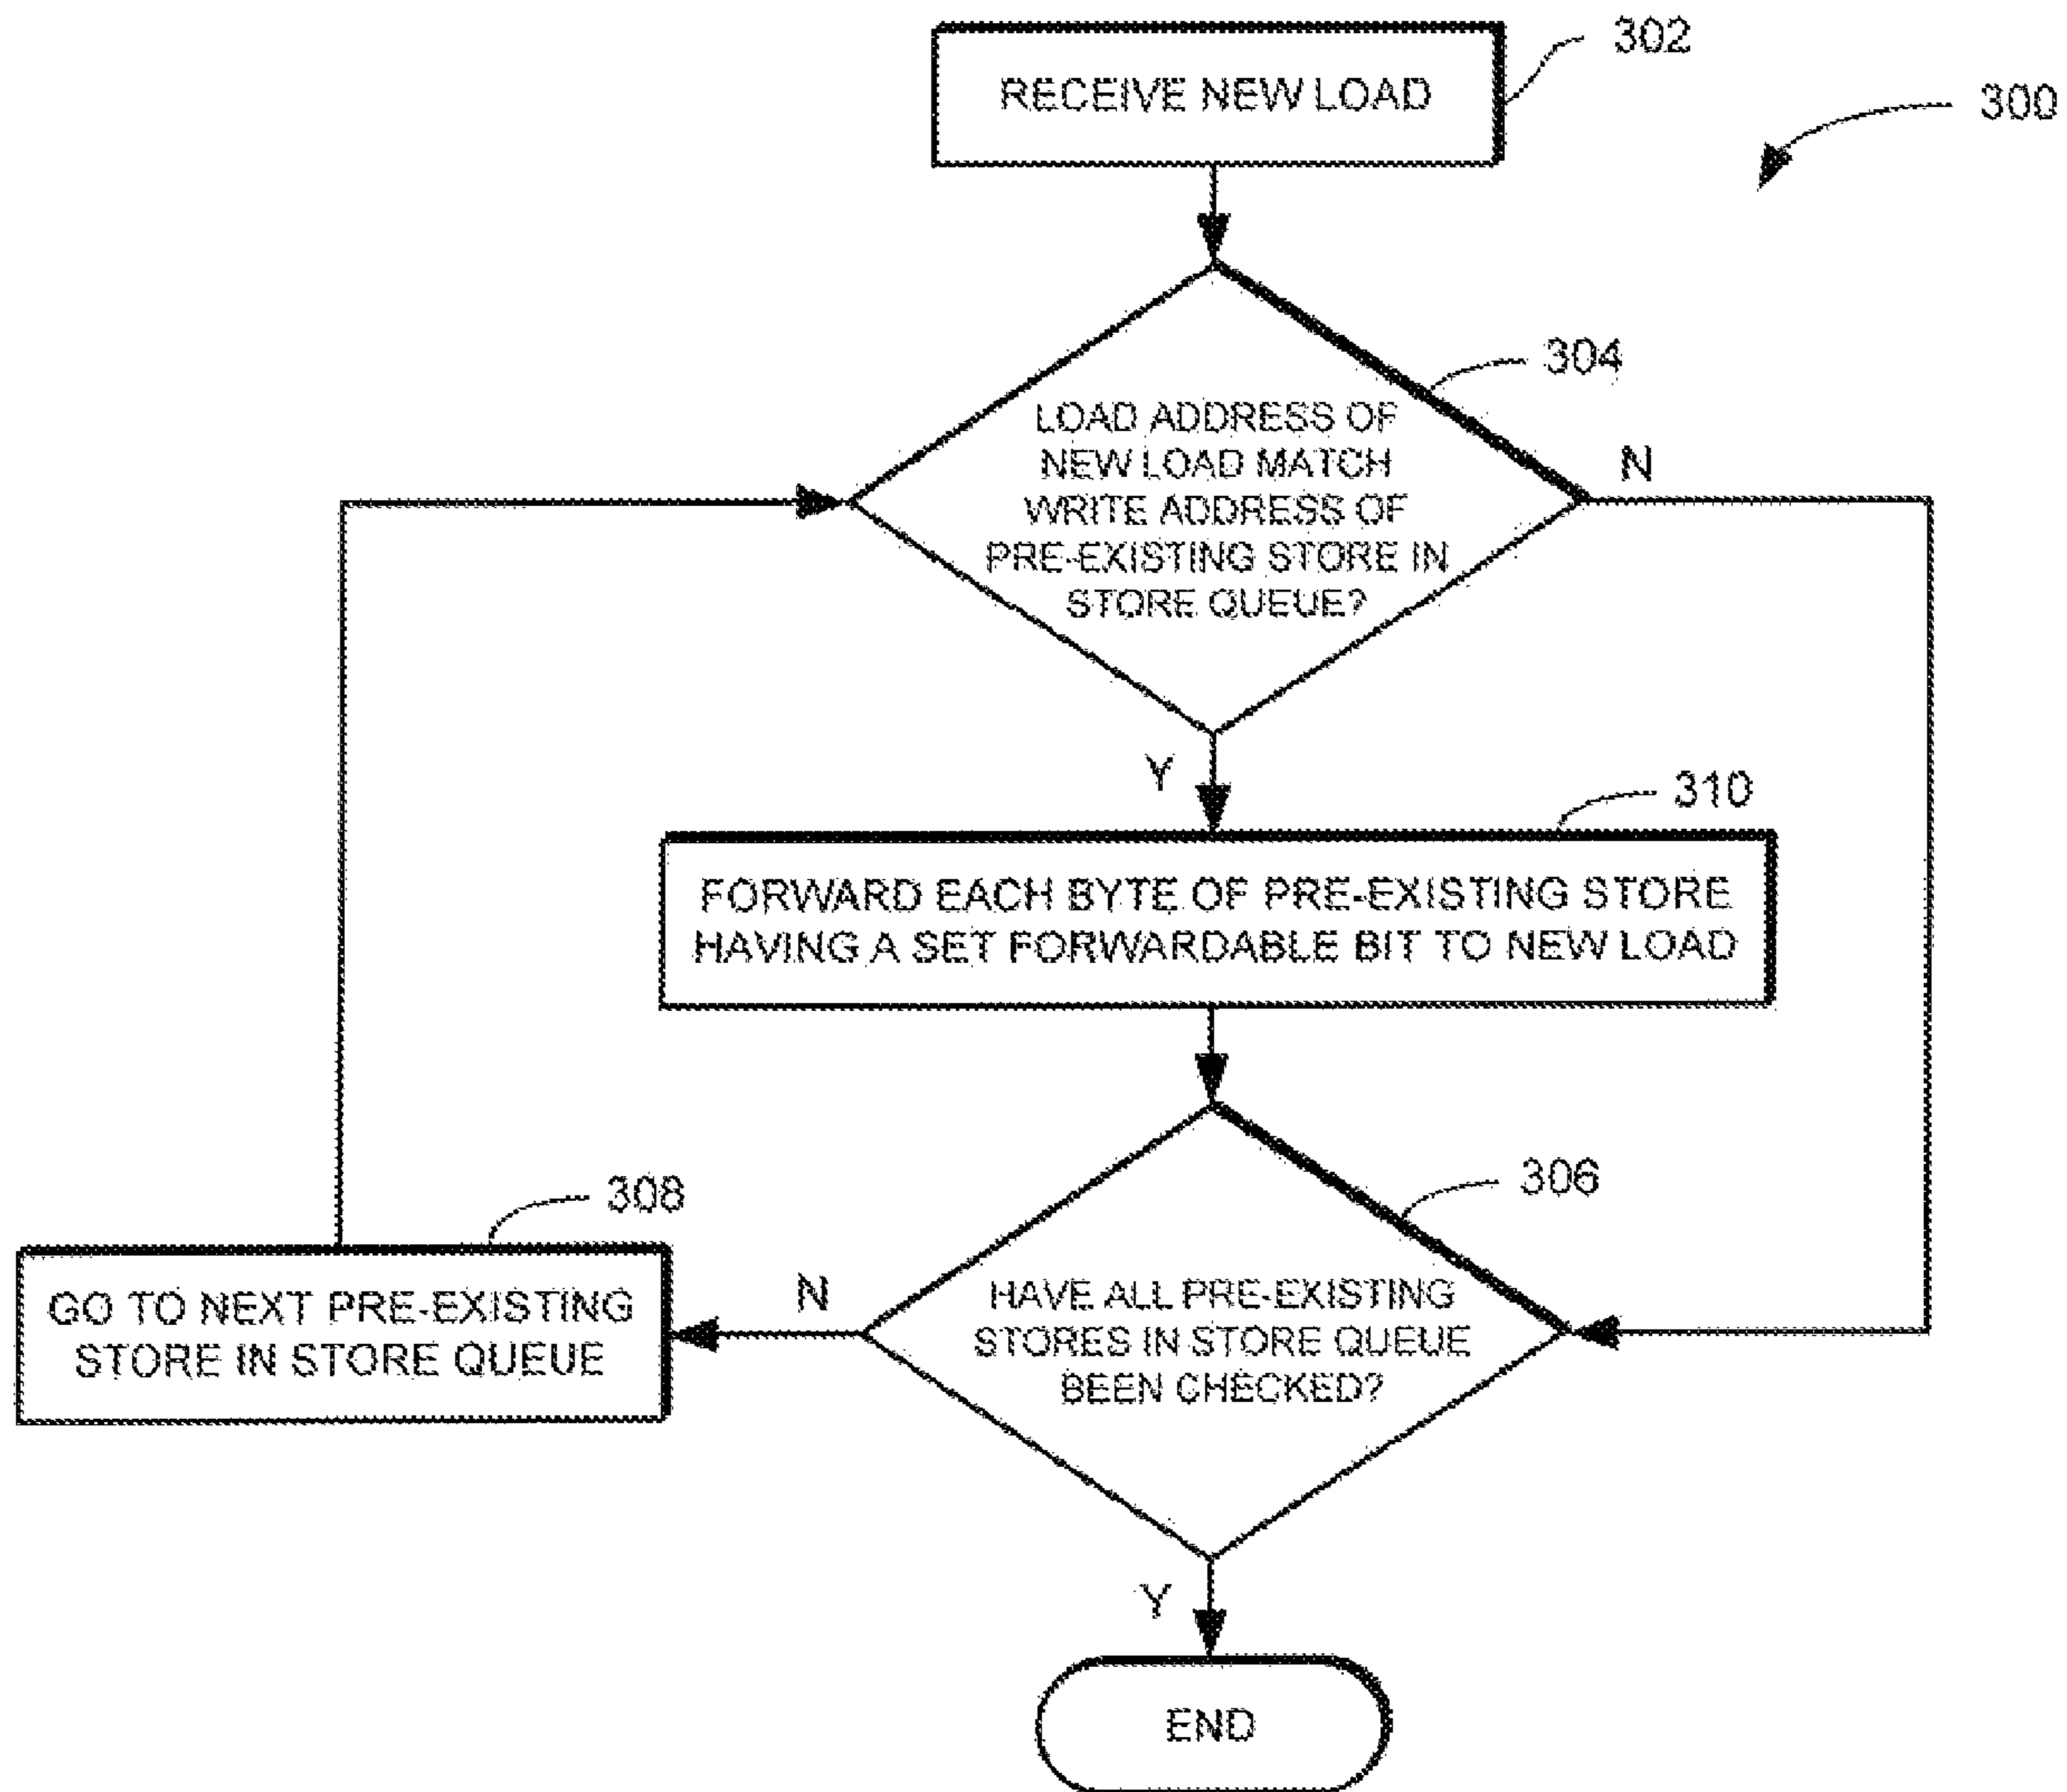 302
RECEIVE NEW LOAD
300
304
LOAD ADDRESS OF
NEW LOAD MATCH
WRITE ADDRESS OF
PRE-EXISTING STORE IN
STORE QUEUE?
N
Y
310
FORWARD EACH BYTE OF PRE-EXISTING STORE
HAVING A SET FORWARDABLE BIT TO NEW LOAD
306
HAVE ALL PRE-EXISTING
STORES IN STORE QUEUE
BEEN CHECKED?
N
308
GO TO NEXT PRE-EXISTING
STORE IN STORE QUEUE
Y
END